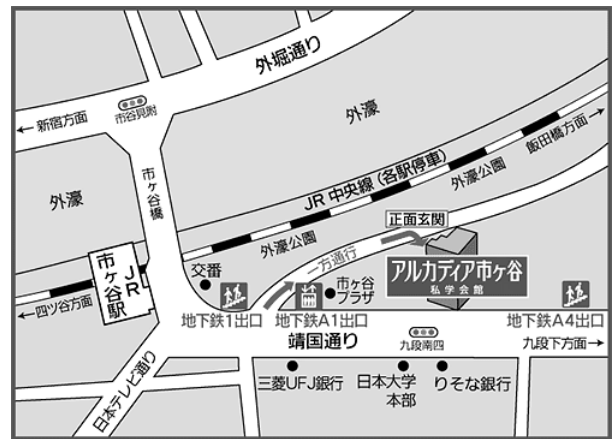 外堀通り
←新宿方面
市谷見附
外濠
飯田橋方面→
市ヶ谷橋
JR 中央線(各駅停車)
外濠公園
外濠
正面玄関
外濠公園
一方通行
JR
市ヶ谷駅
交番
アルカディア市ヶ谷
私学会館
市ヶ谷
プラザ
←四ツ谷方面
地下鉄1出口
地下鉄A1出口
地下鉄A4出口
靖国通り
九段南四
九段下方面→
日本テレビ通り
三菱UFJ銀行
日本大学
本部
りそな銀行